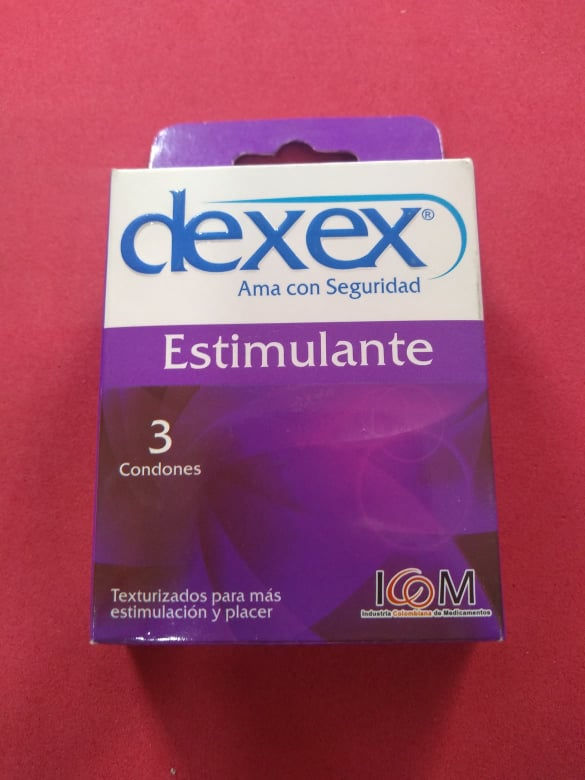 dexex®
Ama con Seguridad
Estimulante
3
Condones
Texturizados para más
estimulación y placer
ICOM
Industria Colombiana de Medicamentos